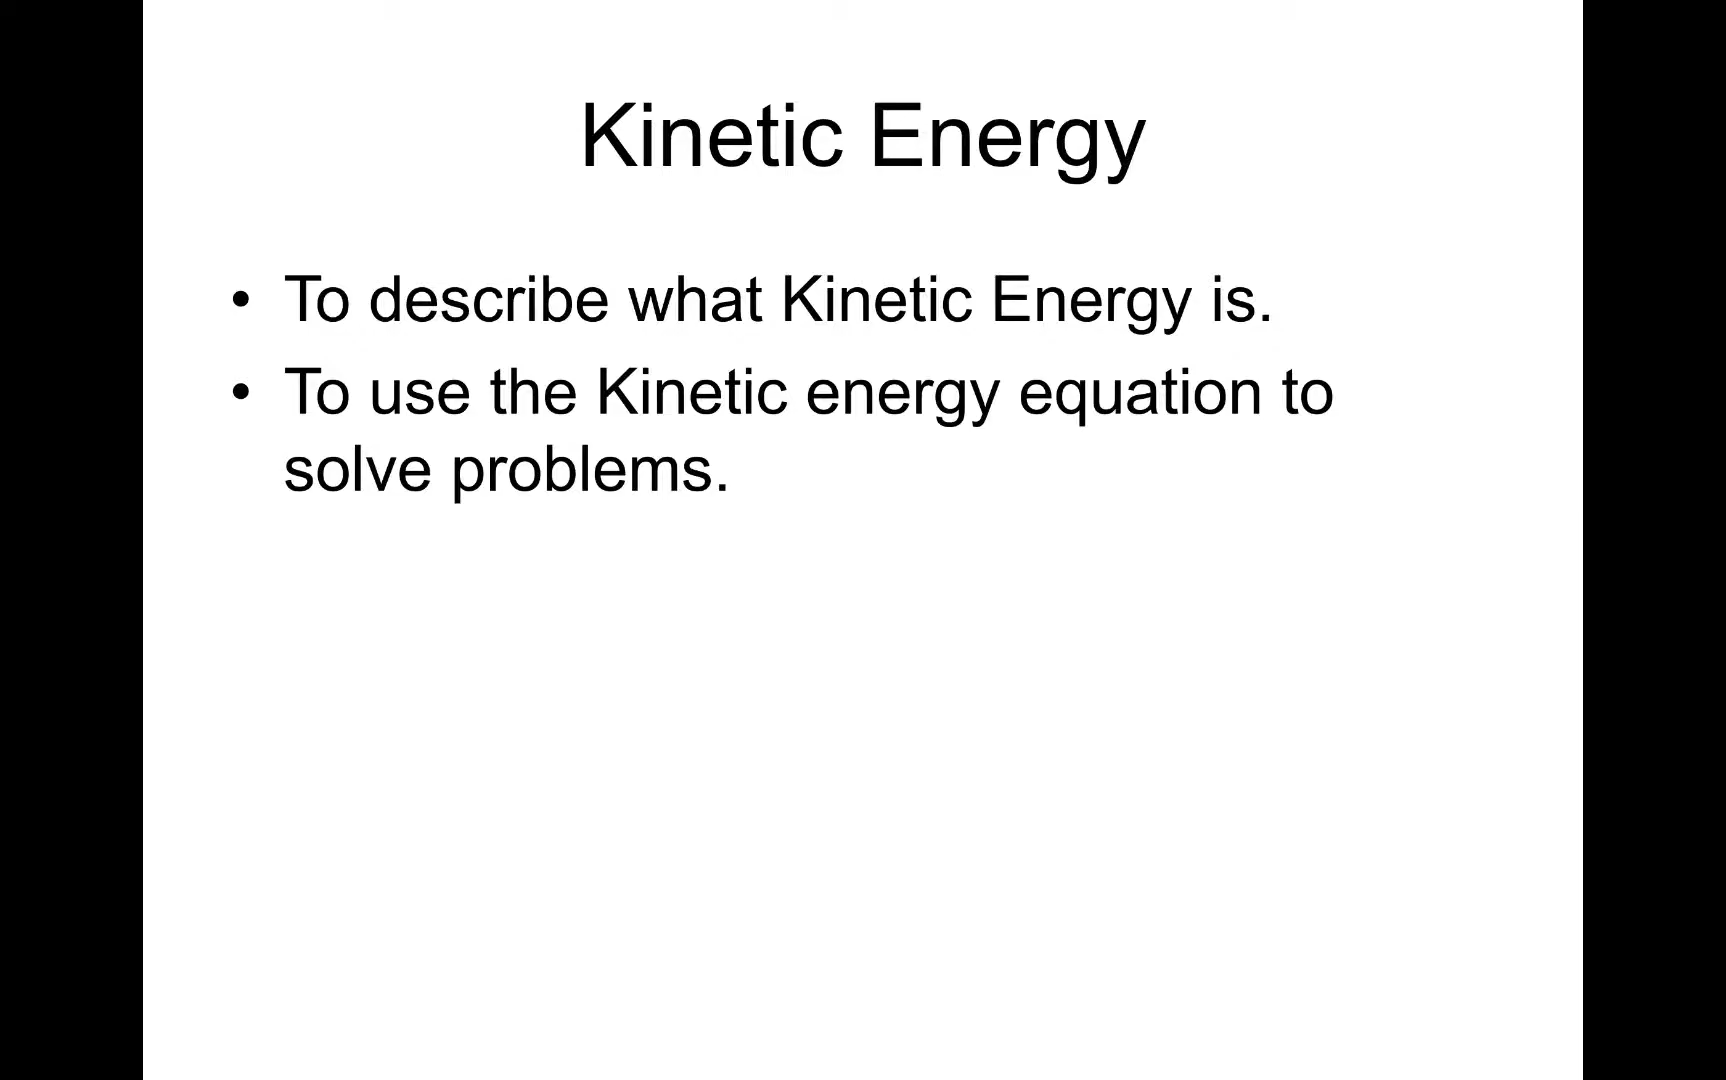 Kinetic Energy
• To describe what Kinetic Energy is.
• To use the Kinetic energy equation to
solve problems.